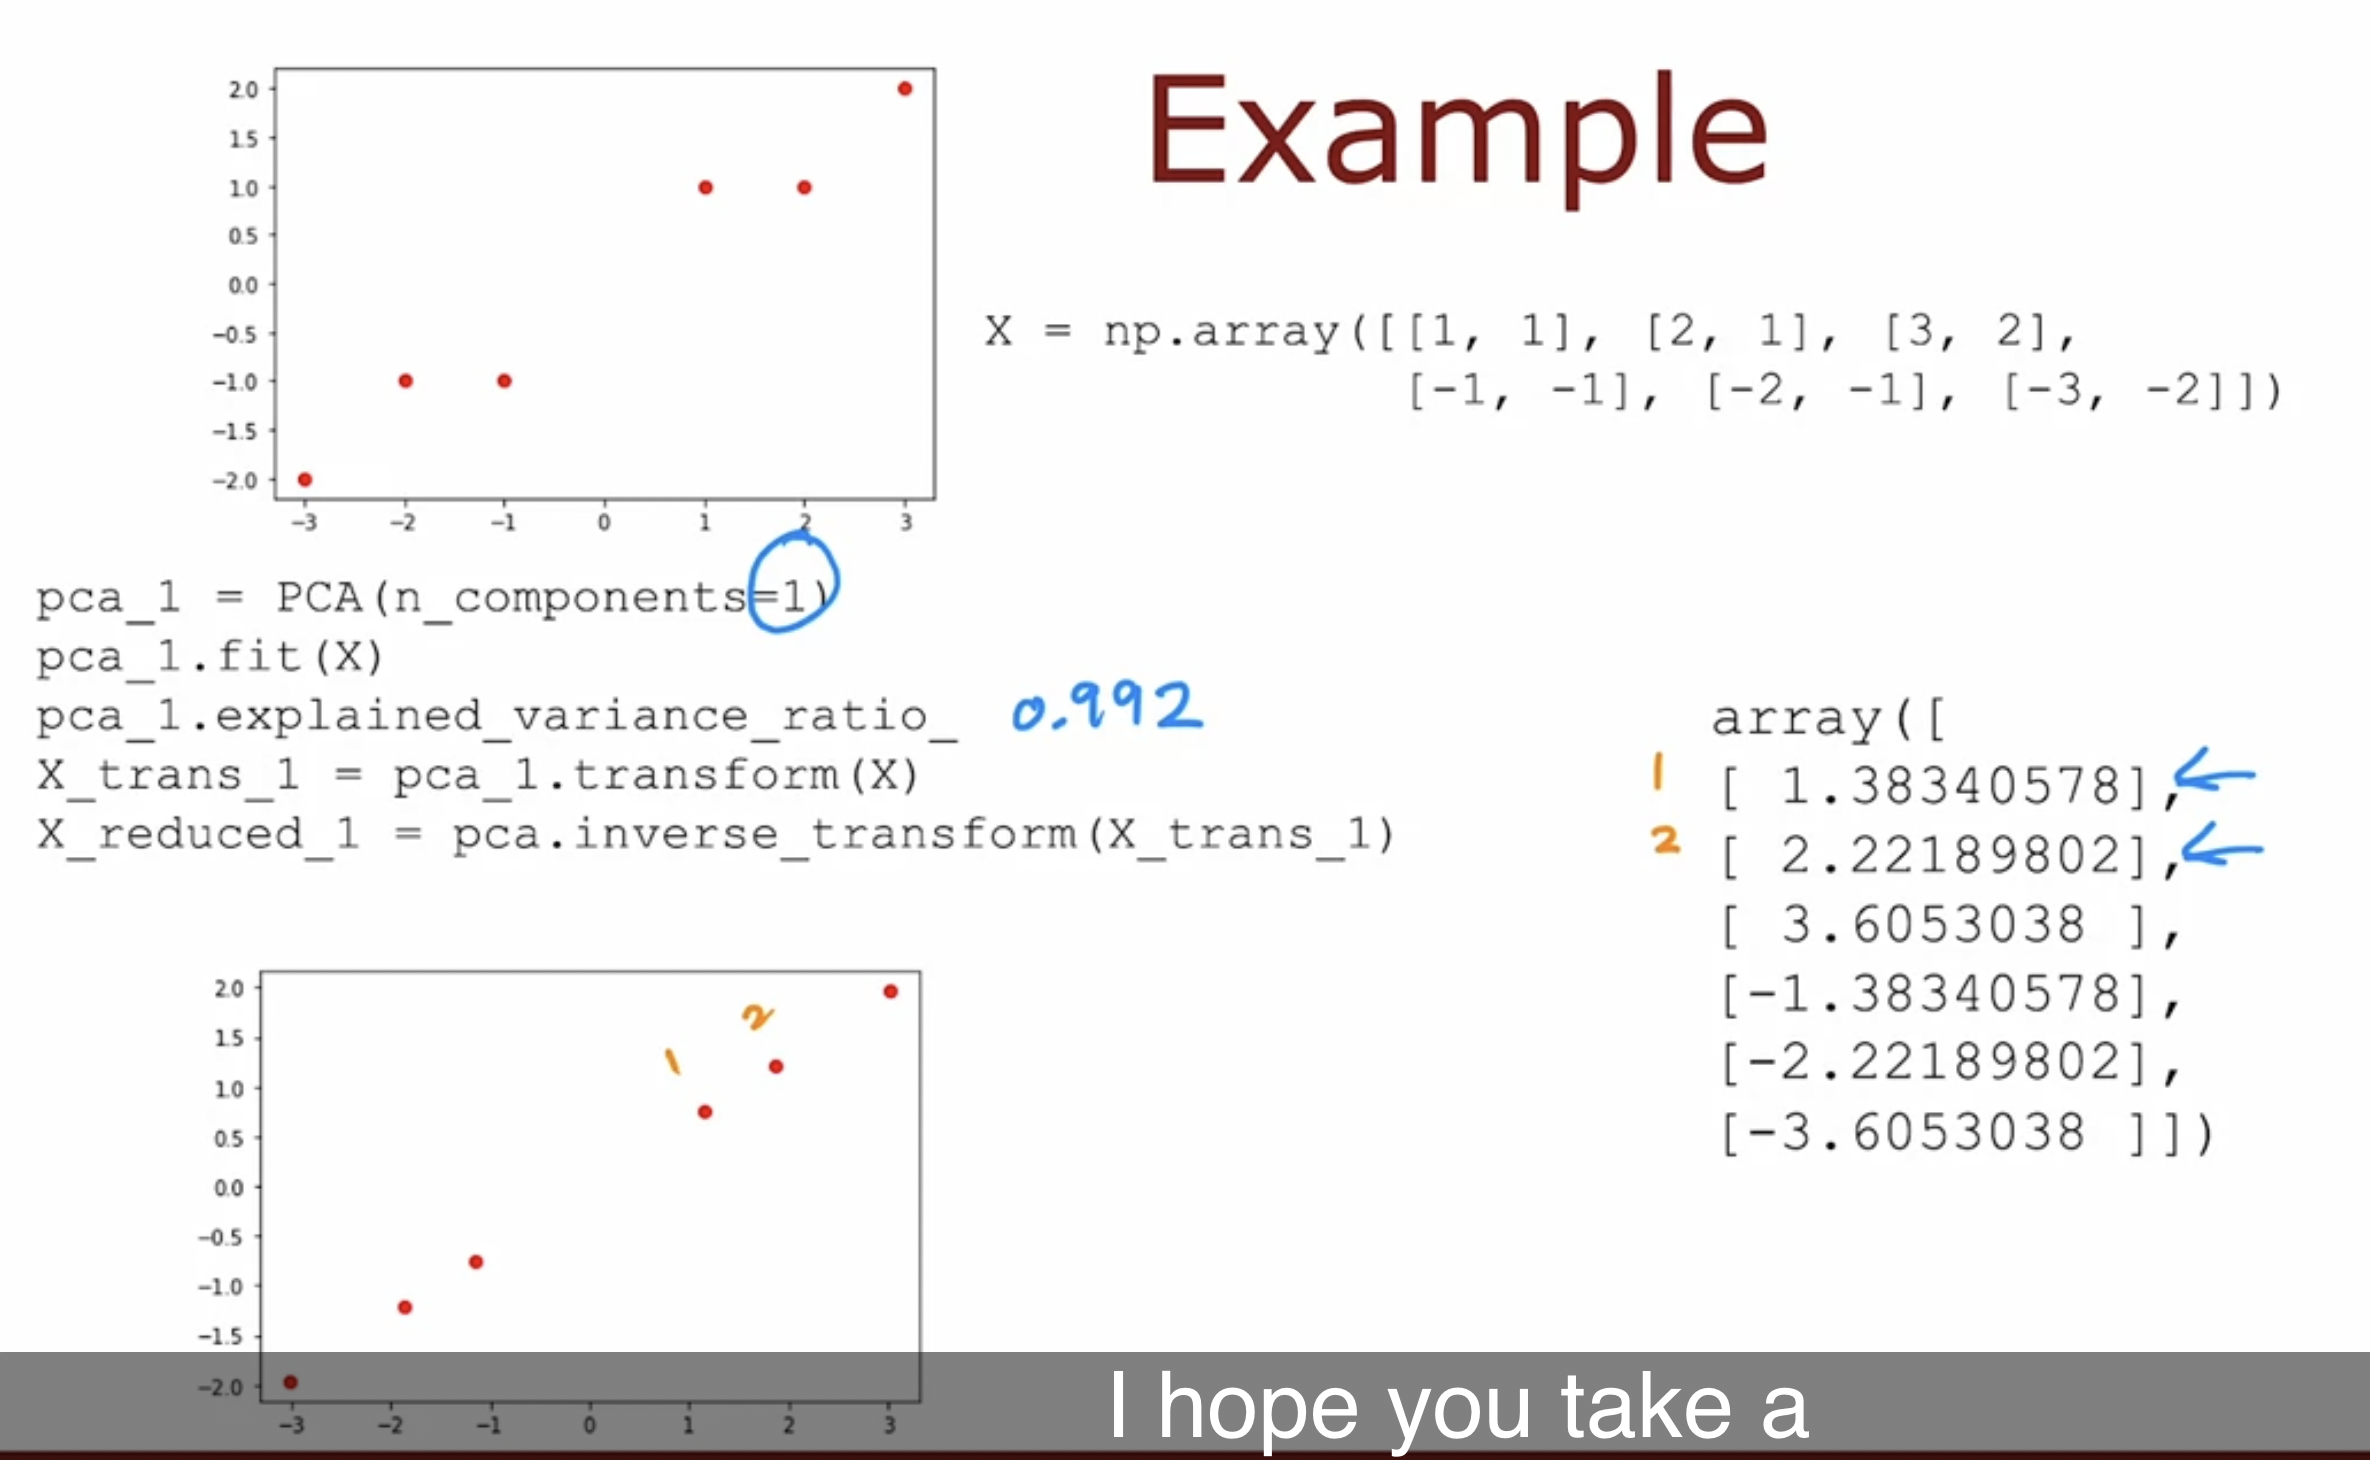 Example
2.0
1.5
1.0
0.5
0.0
−0.5
−1.0
−1.5
−2.0
−3 −2 −1 0 1 2 3
X = np.array([[1, 1], [2, 1], [3, 2],
[-1, -1], [-2, -1], [-3, -2]])
pca_1 = PCA(n_components=1)
pca_1.fit(X)
pca_1.explained_variance_ratio_ 0.992
X_trans_1 = pca_1.transform(X)
X_reduced_1 = pca.inverse_transform(X_trans_1)
array([
1 [ 1.38340578],
2 [ 2.22189802],
[ 3.6053038 ],
[-1.38340578],
[-2.22189802],
[-3.6053038 ]])
2.0
1.5
1.0
0.5
0.0
−0.5
−1.0
−1.5
−2.0
1 2
−3 −2 −1 0 1 2 3
I hope you take a